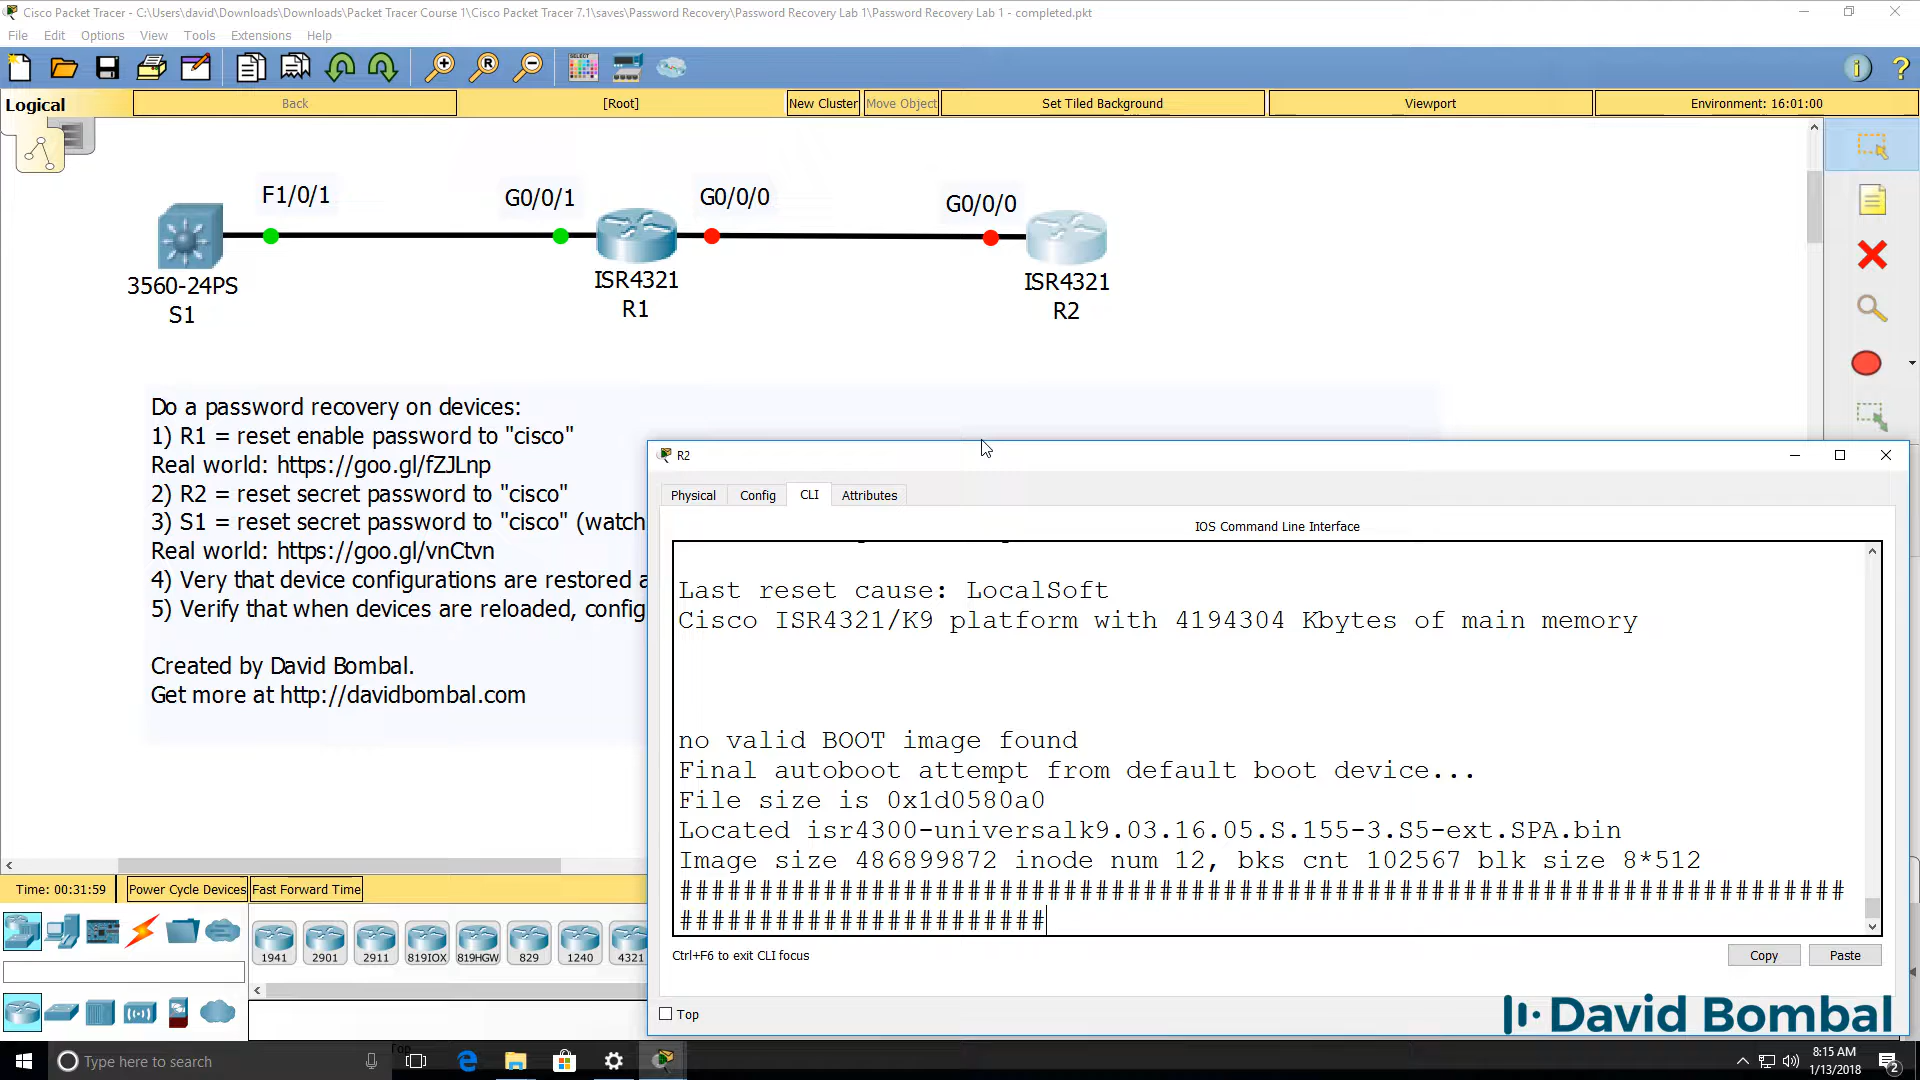 Cisco Packet Tracer - C:\Users\david\Downloads\Downloads\Packet Tracer Course 1\Cisco Packet Tracer 7.1\saves\Password Recovery\Password Recovery Lab 1\Password Recovery Lab 1 - completed.pkt
File Edit Options View Tools Extensions Help
Logical Back [Root] New Cluster Move Object Set Tiled Background Viewport Environment: 16:01:00
F1/0/1 G0/0/1 G0/0/0 G0/0/0
3560-24PS
S1
ISR4321
R1
ISR4321
R2
Do a password recovery on devices:
1) R1 = reset enable password to "cisco"
Real world: https://goo.gl/fZJLnp
2) R2 = reset secret password to "cisco"
3) S1 = reset secret password to "cisco" (watch
Real world: https://goo.gl/vnCtvn
4) Very that device configurations are restored a
5) Verify that when devices are reloaded, config
Created by David Bombal.
Get more at http://davidbombal.com
R2
Physical Config CLI Attributes
IOS Command Line Interface
Last reset cause: LocalSoft
Cisco ISR4321/K9 platform with 4194304 Kbytes of main memory
no valid BOOT image found
Final autoboot attempt from default boot device...
File size is 0x1d0580a0
Located isr4300-universalk9.03.16.05.S.155-3.S5-ext.SPA.bin
Image size 486899872 inode num 12, bks cnt 102567 blk size 8*512
##########################################################################
#######################
Ctrl+F6 to exit CLI focus
Copy Paste
Top
Time: 00:31:59 Power Cycle Devices Fast Forward Time
1941 2901 2911 819IOX 819HGW 829 1240 4321
David Bombal
Type here to search
8:15 AM
1/13/2018
2